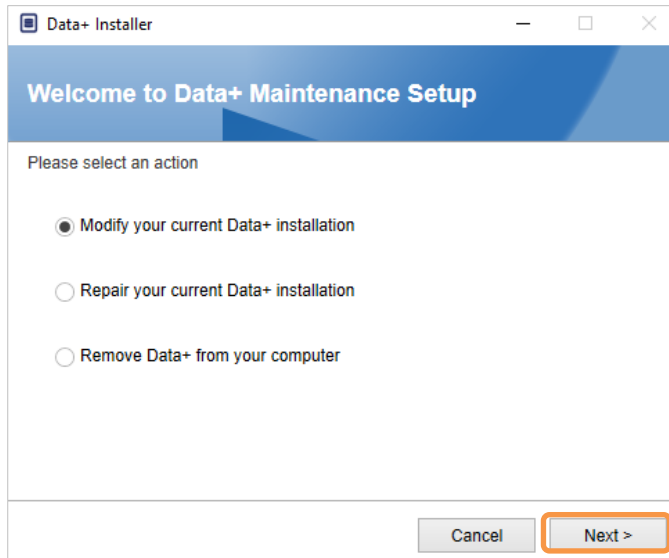 Data+ Installer
Welcome to Data+ Maintenance Setup
Please select an action
Modify your current Data+ installation
Repair your current Data+ installation
Remove Data+ from your computer
Cancel Next >